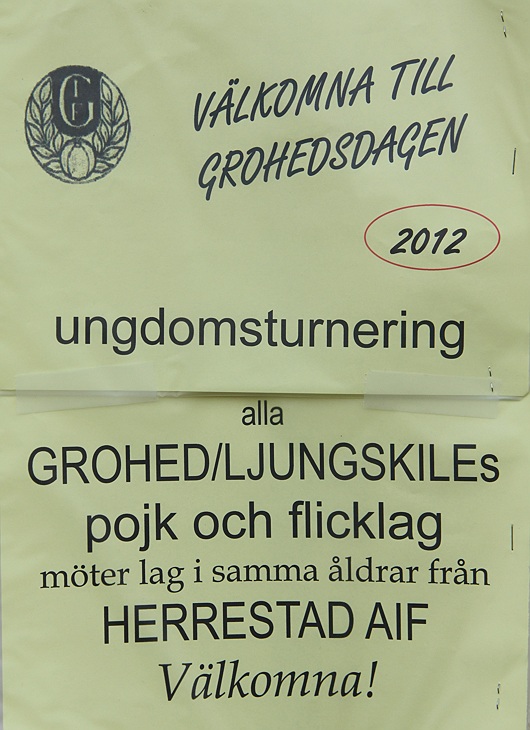 G
VÄLKOMNA TILL
GROHEDSDAGEN
2012
ungdomsturnering
alla
GROHED/LJUNGSKILEs
pojk och flicklag
möter lag i samma åldrar från
HERRESTAD AIF
Välkomna!